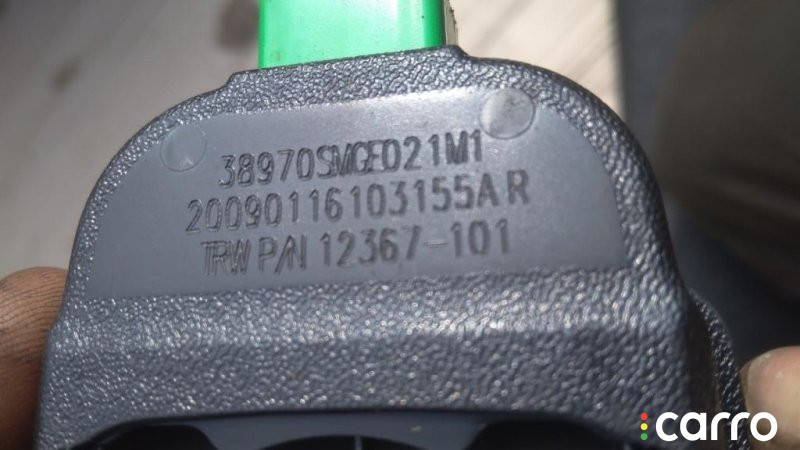 38970SMGE021M1
20090116103155AR
TRW P/N 12367-101
carro